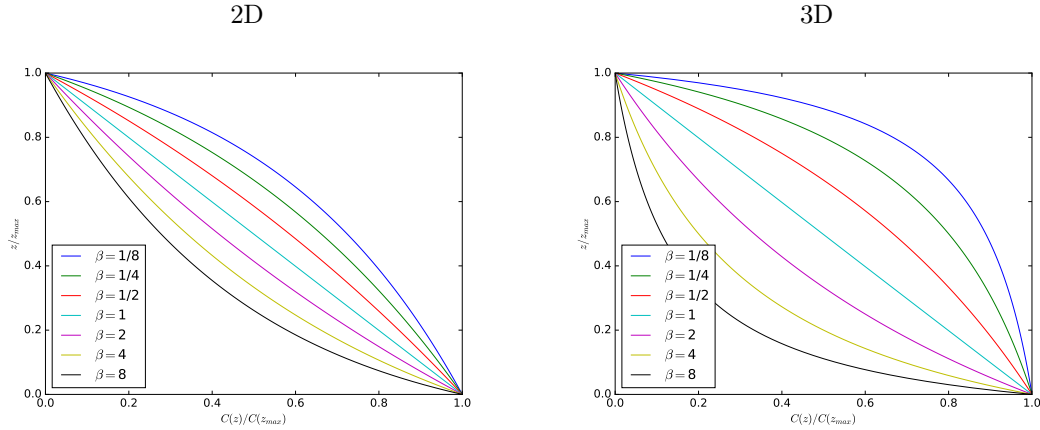 2D
1.0
0.8
0.6
0.4
0.2
0.0
z/z_max
β = 1/8
β = 1/4
β = 1/2
β = 1
β = 2
β = 4
β = 8
0.0 0.2 0.4 0.6 0.8 1.0
C(z)/C(z_max)
3D
1.0
0.8
0.6
0.4
0.2
0.0
z/z_max
β = 1/8
β = 1/4
β = 1/2
β = 1
β = 2
β = 4
β = 8
0.0 0.2 0.4 0.6 0.8 1.0
C(z)/C(z_max)